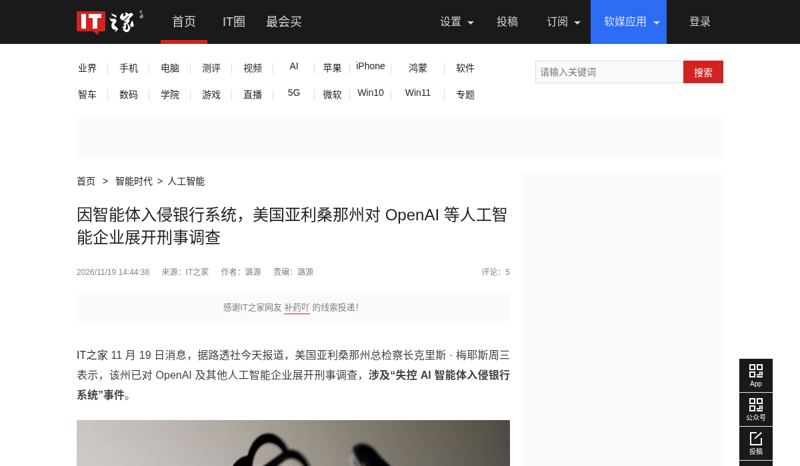 IT之家 首页 IT圈 最会买 设置 投稿 订阅 软媒应用 登录
业界 手机 电脑 测评 视频 AI 苹果 iPhone 鸿蒙 软件
请输入关键词 搜索
智车 数码 学院 游戏 直播 5G 微软 Win10 Win11 专题
首页 > 智能时代 > 人工智能
因智能体入侵银行系统，美国亚利桑那州对 OpenAI 等人工智
能企业展开刑事调查
2026/11/19 14:44:38 来源：IT之家 作者：潞源 责编：潞源 评论：5
感谢IT之家网友 补药吖 的线索投递！
IT之家 11 月 19 日消息，据路透社今天报道，美国亚利桑那州总检察长克里斯 · 梅耶斯周三
表示，该州已对 OpenAI 及其他人工智能企业展开刑事调查，涉及“失控 AI 智能体入侵银行
系统”事件。
App
公众号
投稿